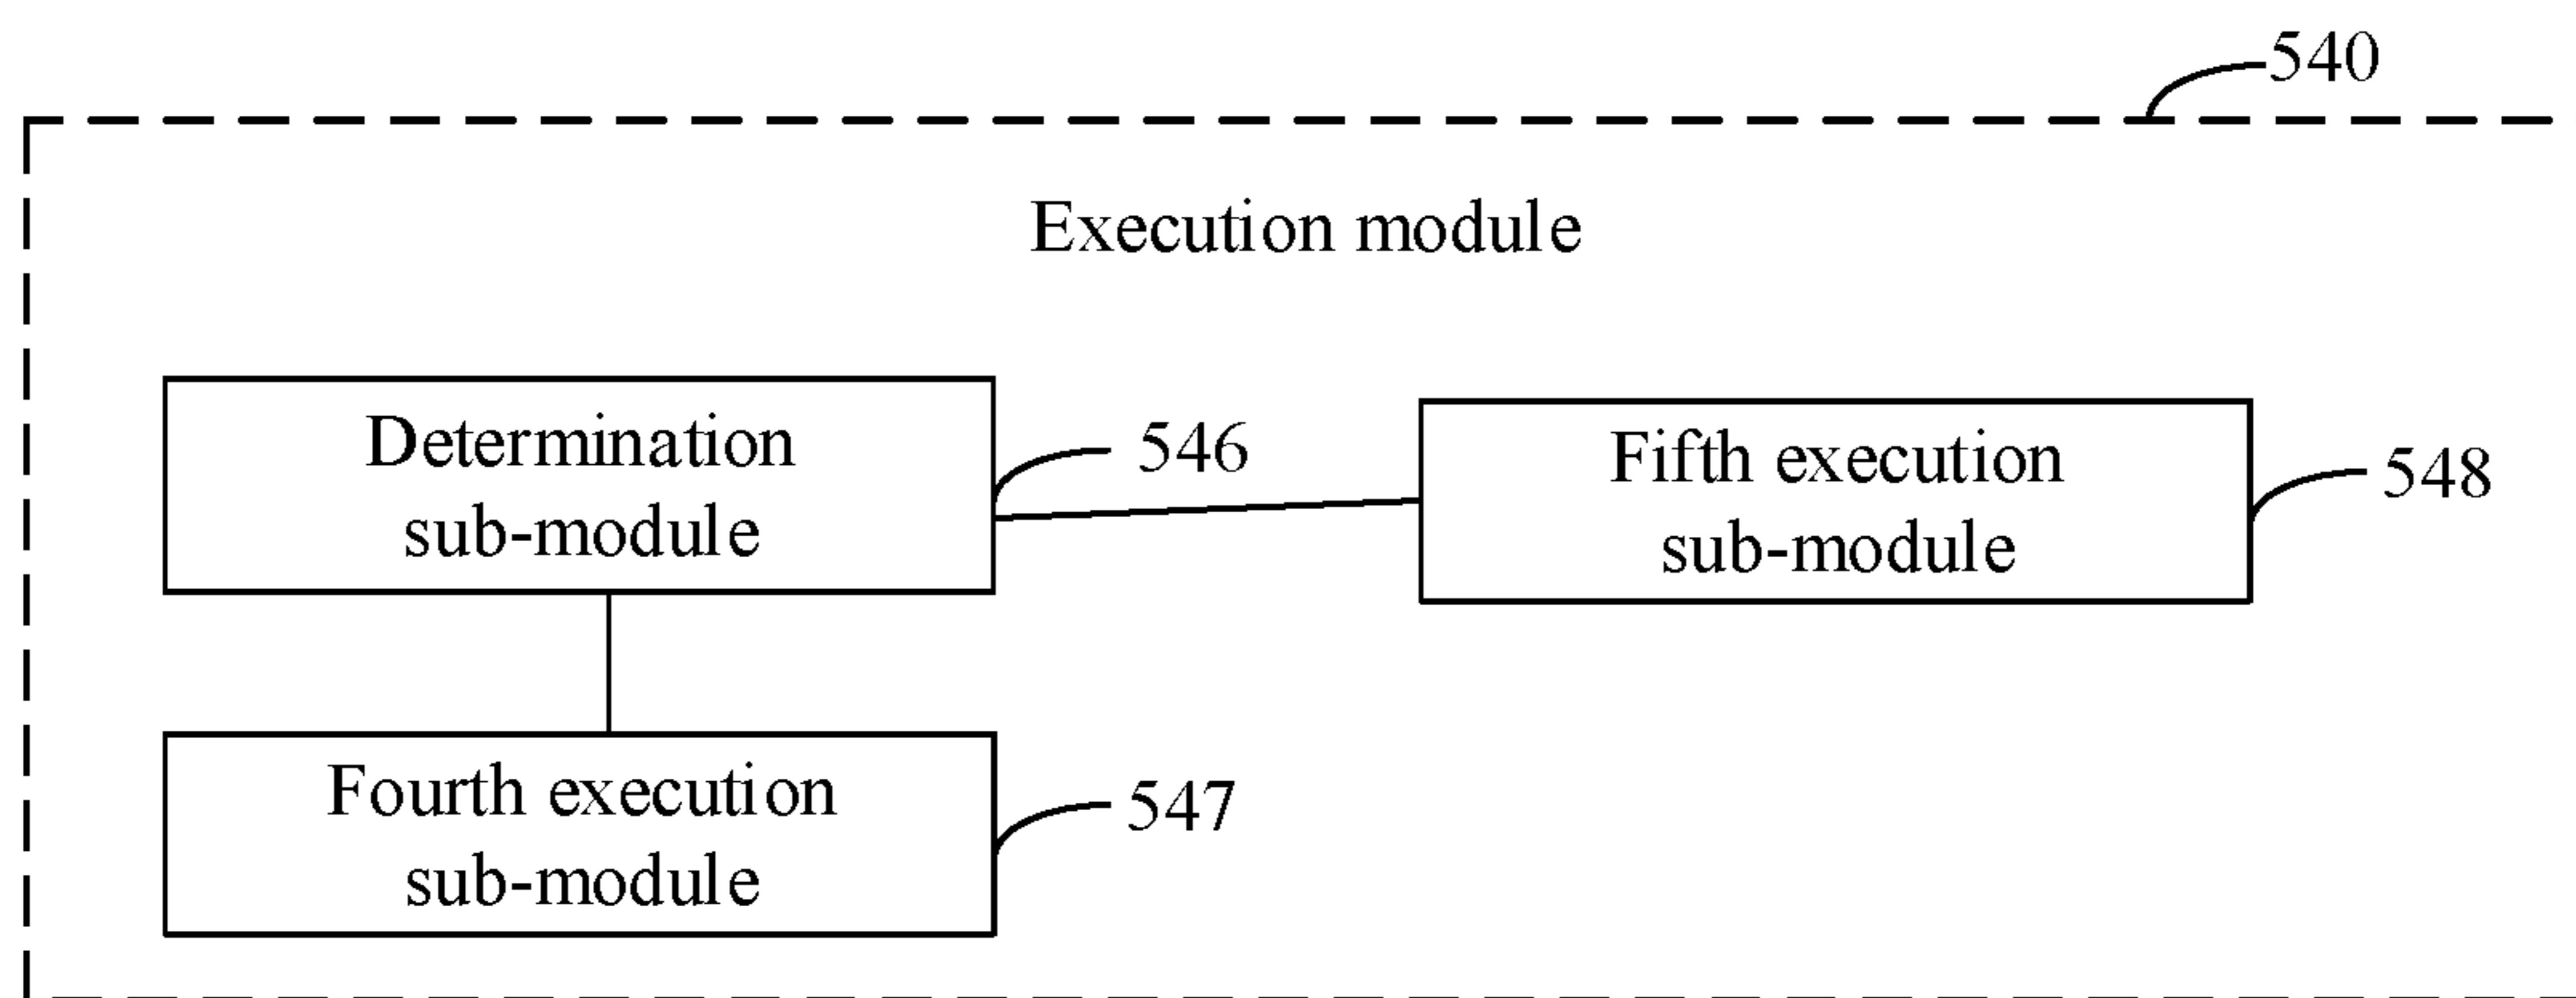 540
Execution module
Determination
sub-module
546
Fifth execution
sub-module
548
Fourth execution
sub-module
547